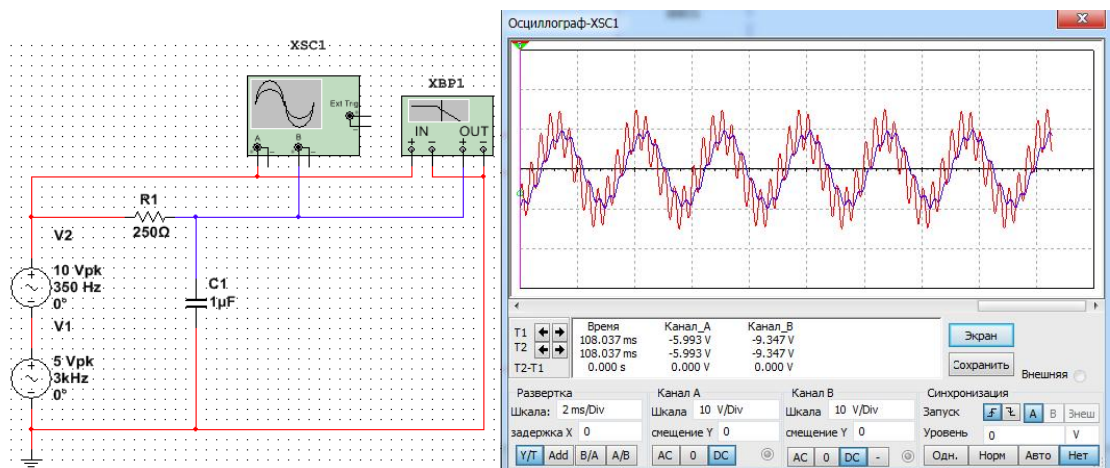 XSC1
Ext Trig
A
B
XBP1
IN
OUT
R1
250Ω
V2
10 Vpk
350 Hz
0°
C1
1µF
V1
5 Vpk
3kHz
0°
Осциллограф-XSC1
Время Канал_A Канал_B
T1 108.037 ms -5.993 V -9.347 V
T2 108.037 ms -5.993 V -9.347 V
T2-T1 0.000 s 0.000 V 0.000 V
Экран
Сохранить
Внешняя
Развертка
Шкала: 2 ms/Div
задержка X 0
Y/T Add B/A A/B
Канал A
Шкала 10 V/Div
смещение Y 0
AC 0 DC
Канал B
Шкала 10 V/Div
смещение Y 0
AC 0 DC -
Синхронизация
Запуск A B Знеш
Уровень 0 V
Одн. Норм Авто Нет